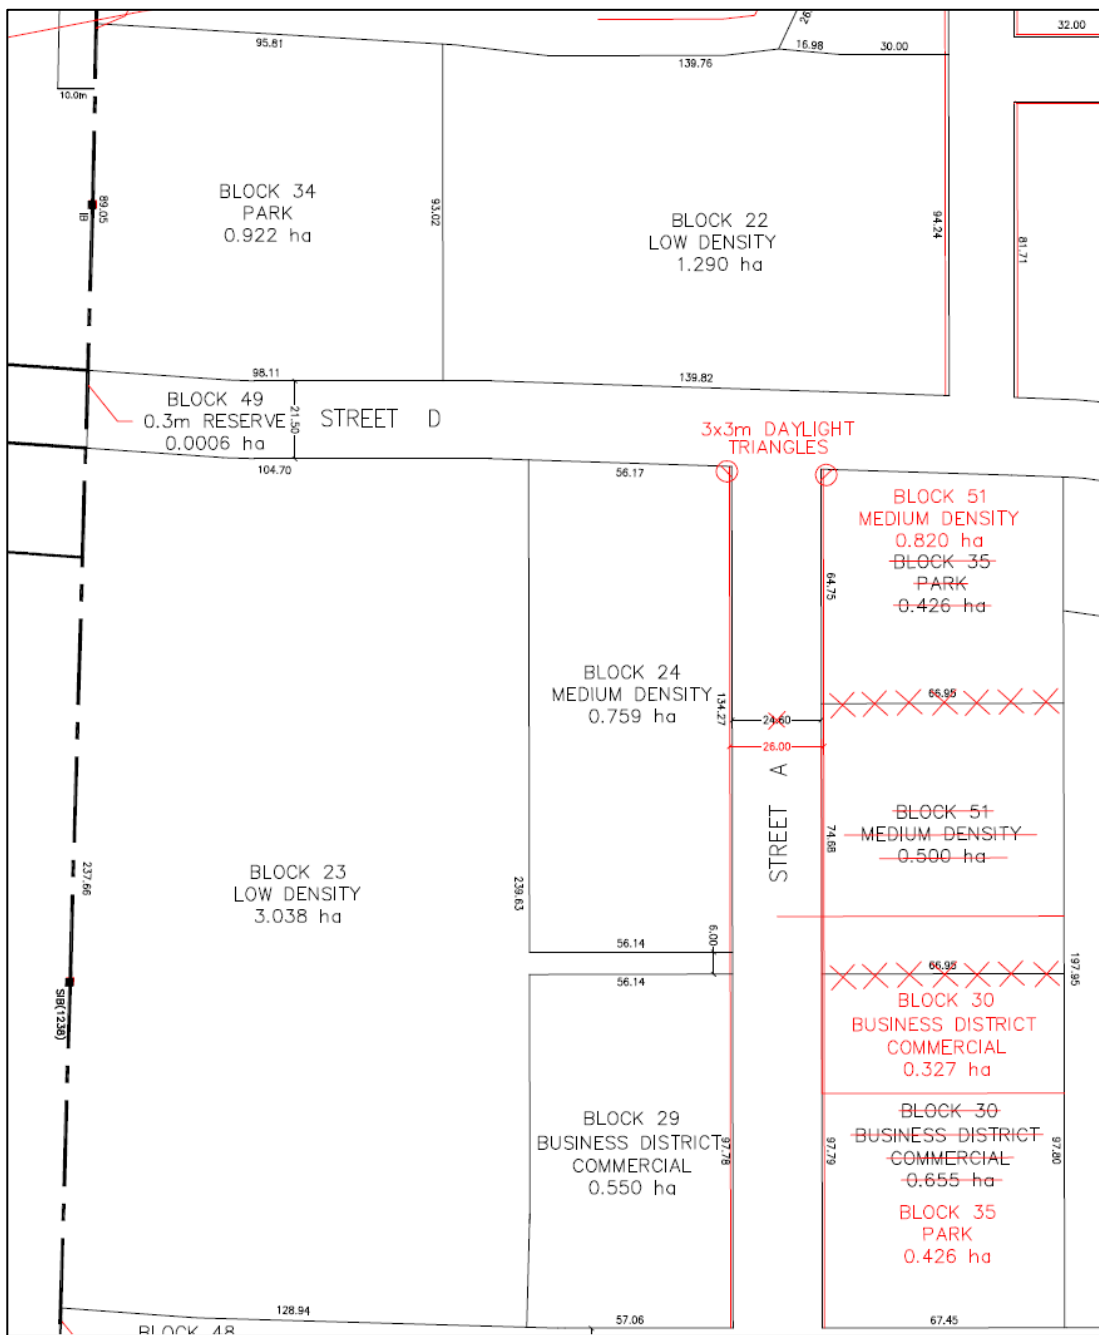 26
32.00
95.81
16.98
30.00
139.76
10.0m
BLOCK 34
PARK
0.922 ha
89.05
IB
93.02
BLOCK 22
LOW DENSITY
1.290 ha
94.24
81.71
98.11
139.82
BLOCK 49
0.3m RESERVE
0.0006 ha
21.50
STREET D
3x3m DAYLIGHT
TRIANGLES
104.70
56.17
BLOCK 51
MEDIUM DENSITY
0.820 ha
BLOCK 35
PARK
0.426 ha
64.75
BLOCK 24
MEDIUM DENSITY
0.759 ha
134.27
66.95
24.60
26.00
STREET A
BLOCK 51
MEDIUM DENSITY
0.500 ha
74.68
BLOCK 23
LOW DENSITY
3.038 ha
237.66
239.63
SIB(1238)
56.14
6.00
56.14
66.95
197.95
BLOCK 30
BUSINESS DISTRICT
COMMERCIAL
0.327 ha
BLOCK 29
BUSINESS DISTRICT
COMMERCIAL
0.550 ha
97.78
97.79
BLOCK 30
BUSINESS DISTRICT
COMMERCIAL
0.655 ha
97.80
BLOCK 35
PARK
0.426 ha
128.94
57.06
67.45
BLOCK 48